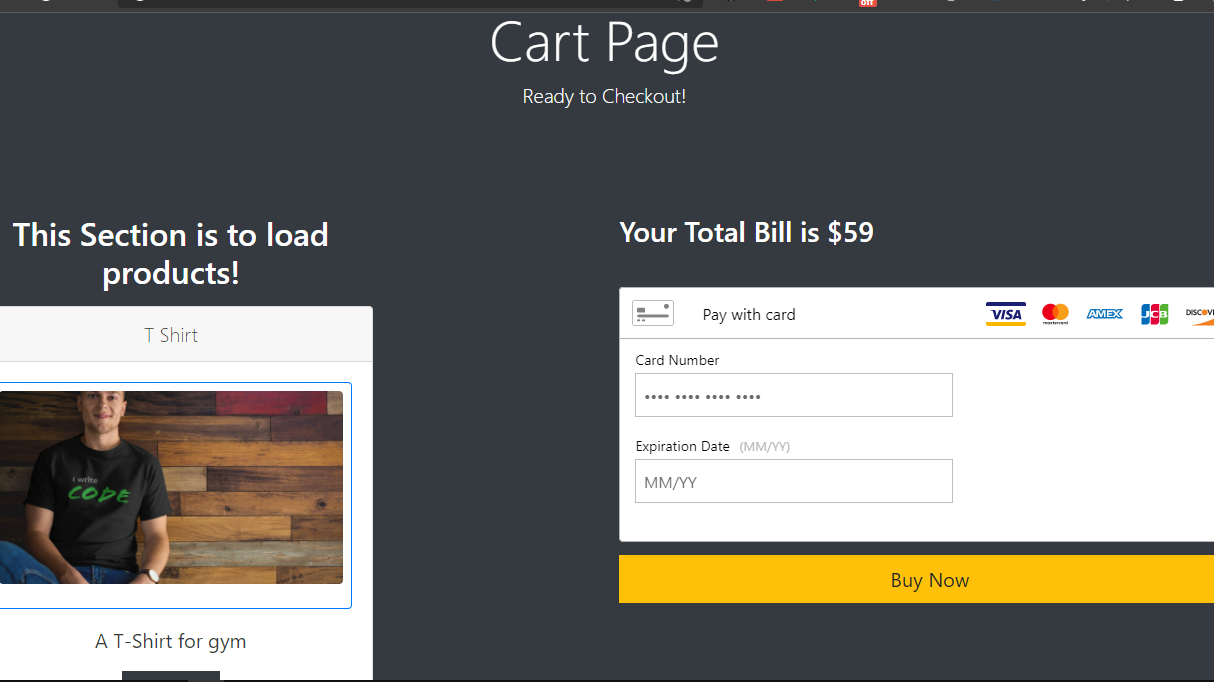 off
Cart Page
Ready to Checkout!
This Section is to load
products!
Your Total Bill is $59
T Shirt
Pay with card
VISA
mastercard
AMEX
JCB
Card Number
•••• •••• •••• ••••
Expiration Date (MM/YY)
MM/YY
I write
CODE
Buy Now
A T-Shirt for gym